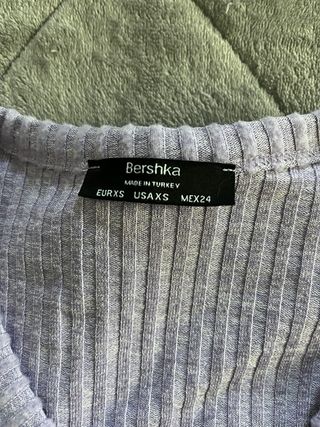 Bershka
MADE IN TURKEY
EUR XS USA XS MEX 24